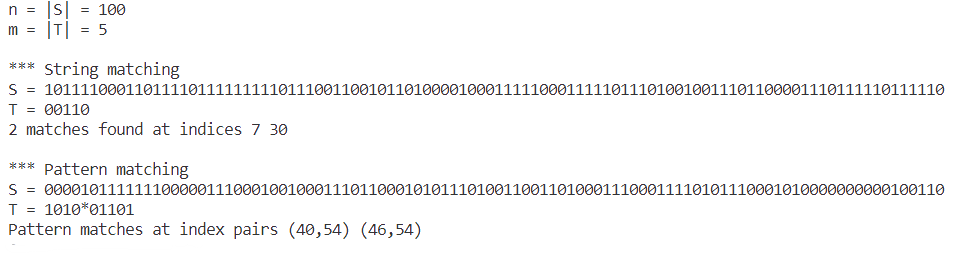 n = |S| = 100
m = |T| = 5
*** String matching
S = 1011110001101111011111111101110011001011010000100011111000111110111010010011101100001110111110111110
T = 00110
2 matches found at indices 7 30
*** Pattern matching
S = 0000101111111000001110001001000111011000101011101001100110100011100011110101110001010000000000100110
T = 1010*01101
Pattern matches at index pairs (40,54) (46,54)